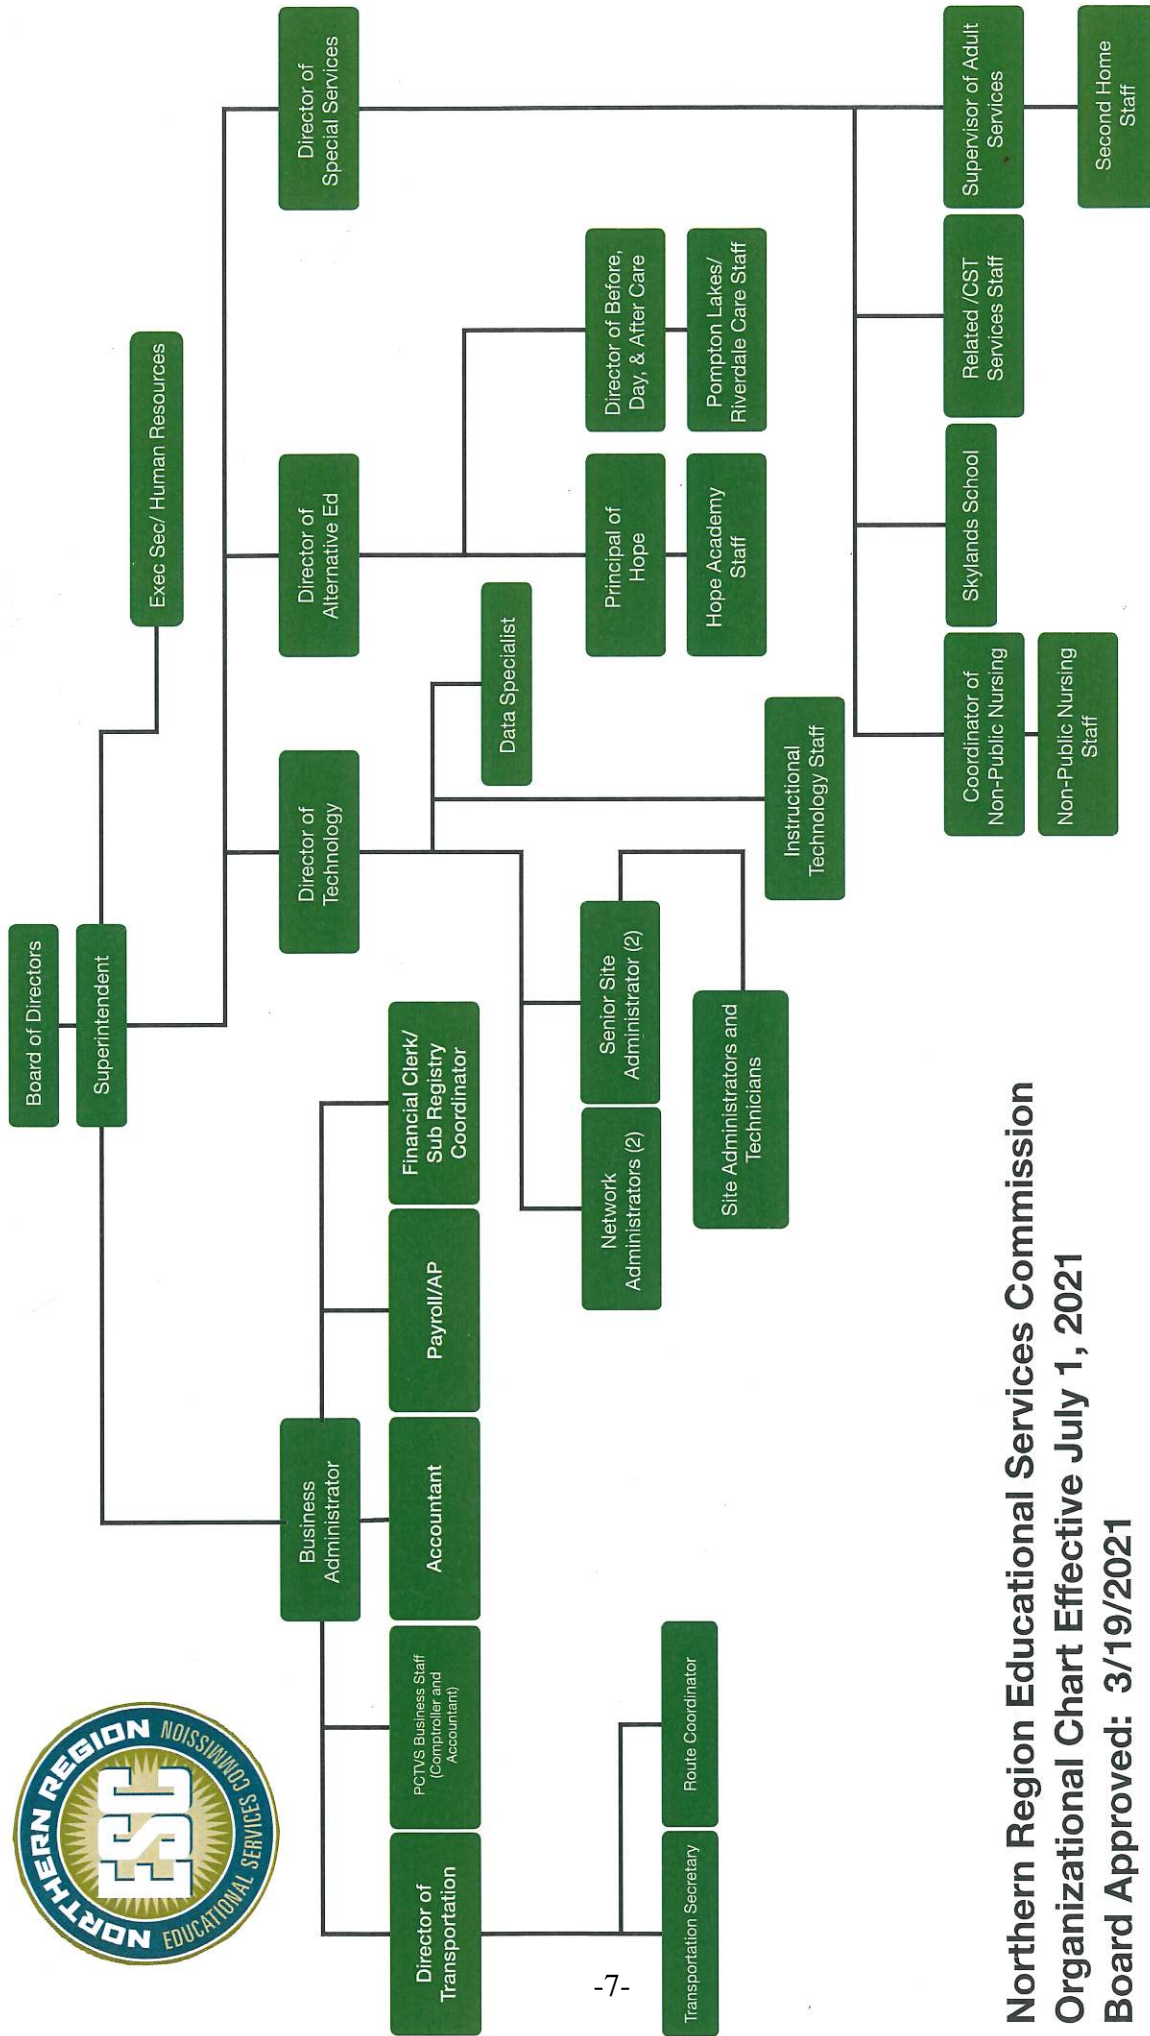 NORTHERN REGION
ESC
EDUCATIONAL SERVICES COMMISSION
Board of Directors
Superintendent
Exec Sec/ Human Resources
Business
Administrator
Director of
Technology
Director of
Alternative Ed
Director of
Special Services
Director of
Transportation
PCTVS Business Staff
(Comptroller and
Accountant)
Accountant
Payroll/AP
Financial Clerk/
Sub Registry
Coordinator
Data Specialist
Network
Administrators (2)
Senior Site
Administrator (2)
Principal of
Hope
Director of Before,
Day, & After Care
Transportation Secretary
Route Coordinator
Site Administrators and
Technicians
Hope Academy
Staff
Pompton Lakes/
Riverdale Care Staff
Instructional
Technology Staff
Coordinator of
Non-Public Nursing
Skylands School
Related /CST
Services Staff
Supervisor of Adult
Services
Non-Public Nursing
Staff
Second Home
Staff
Northern Region Educational Services Commission
Organizational Chart Effective July 1, 2021
Board Approved: 3/19/2021
-7-